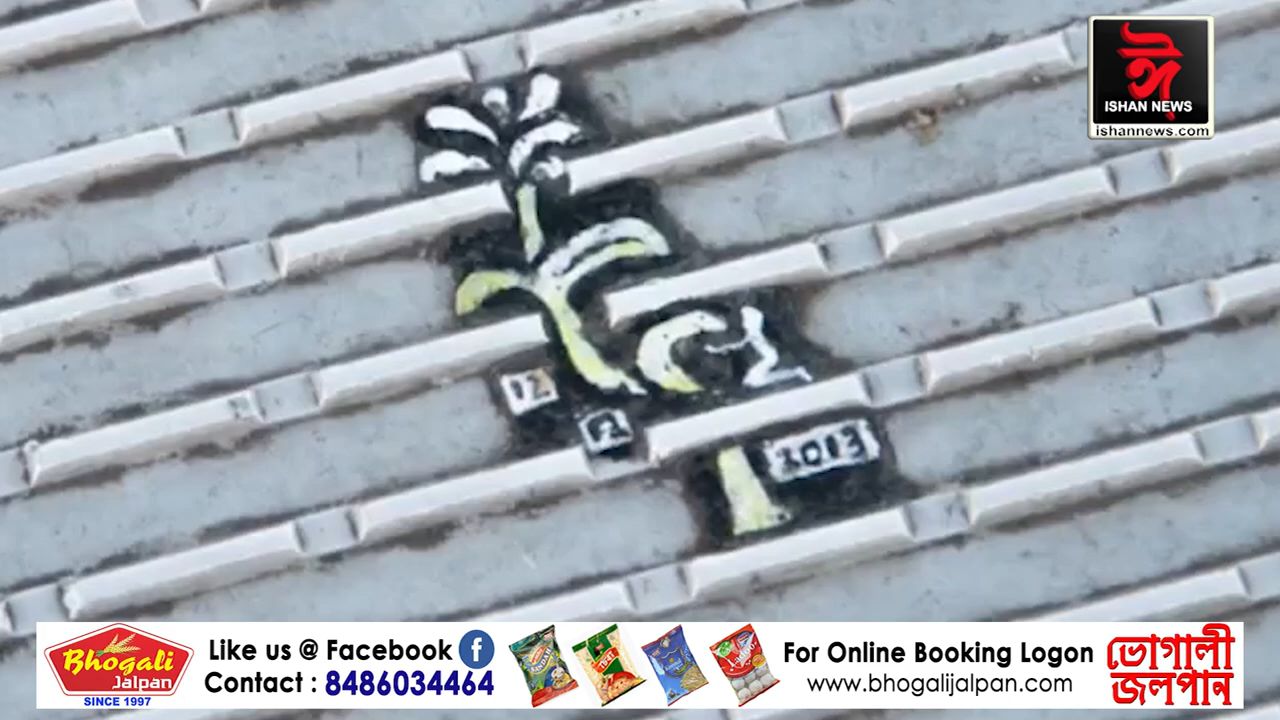 ঈ
ISHAN NEWS
ishannews.com
12
2
2013
Bhogali
Jalpan
SINCE 1997
Like us @ Facebook f
Contact : 8486034464
For Online Booking Logon
www.bhogalijalpan.com
ভোগালী
জলপান